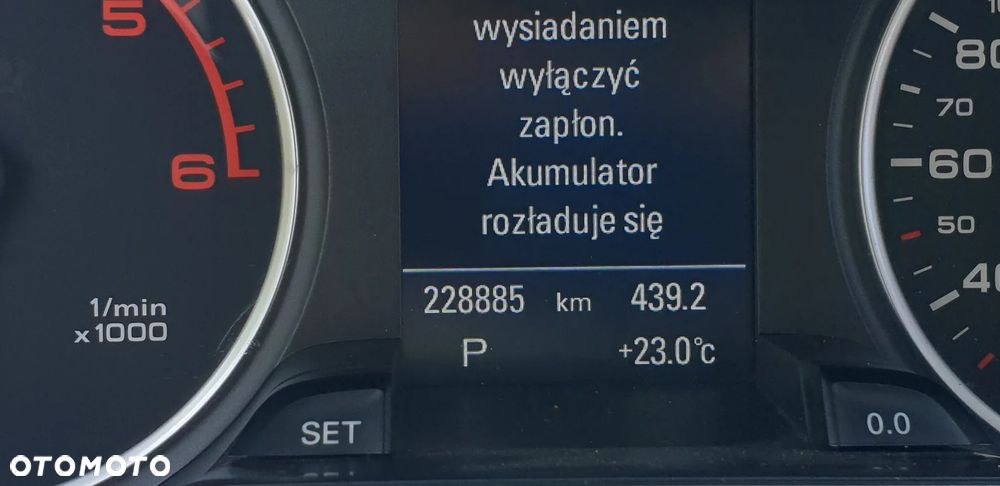 5
6
1/min
x1000
wysiadaniem
wyłączyć
zapłon.
Akumulator
rozładuje się
228885 km 439.2
P +23.0°c
SET
0.0
80
70
60
50
40
OTOMOTO